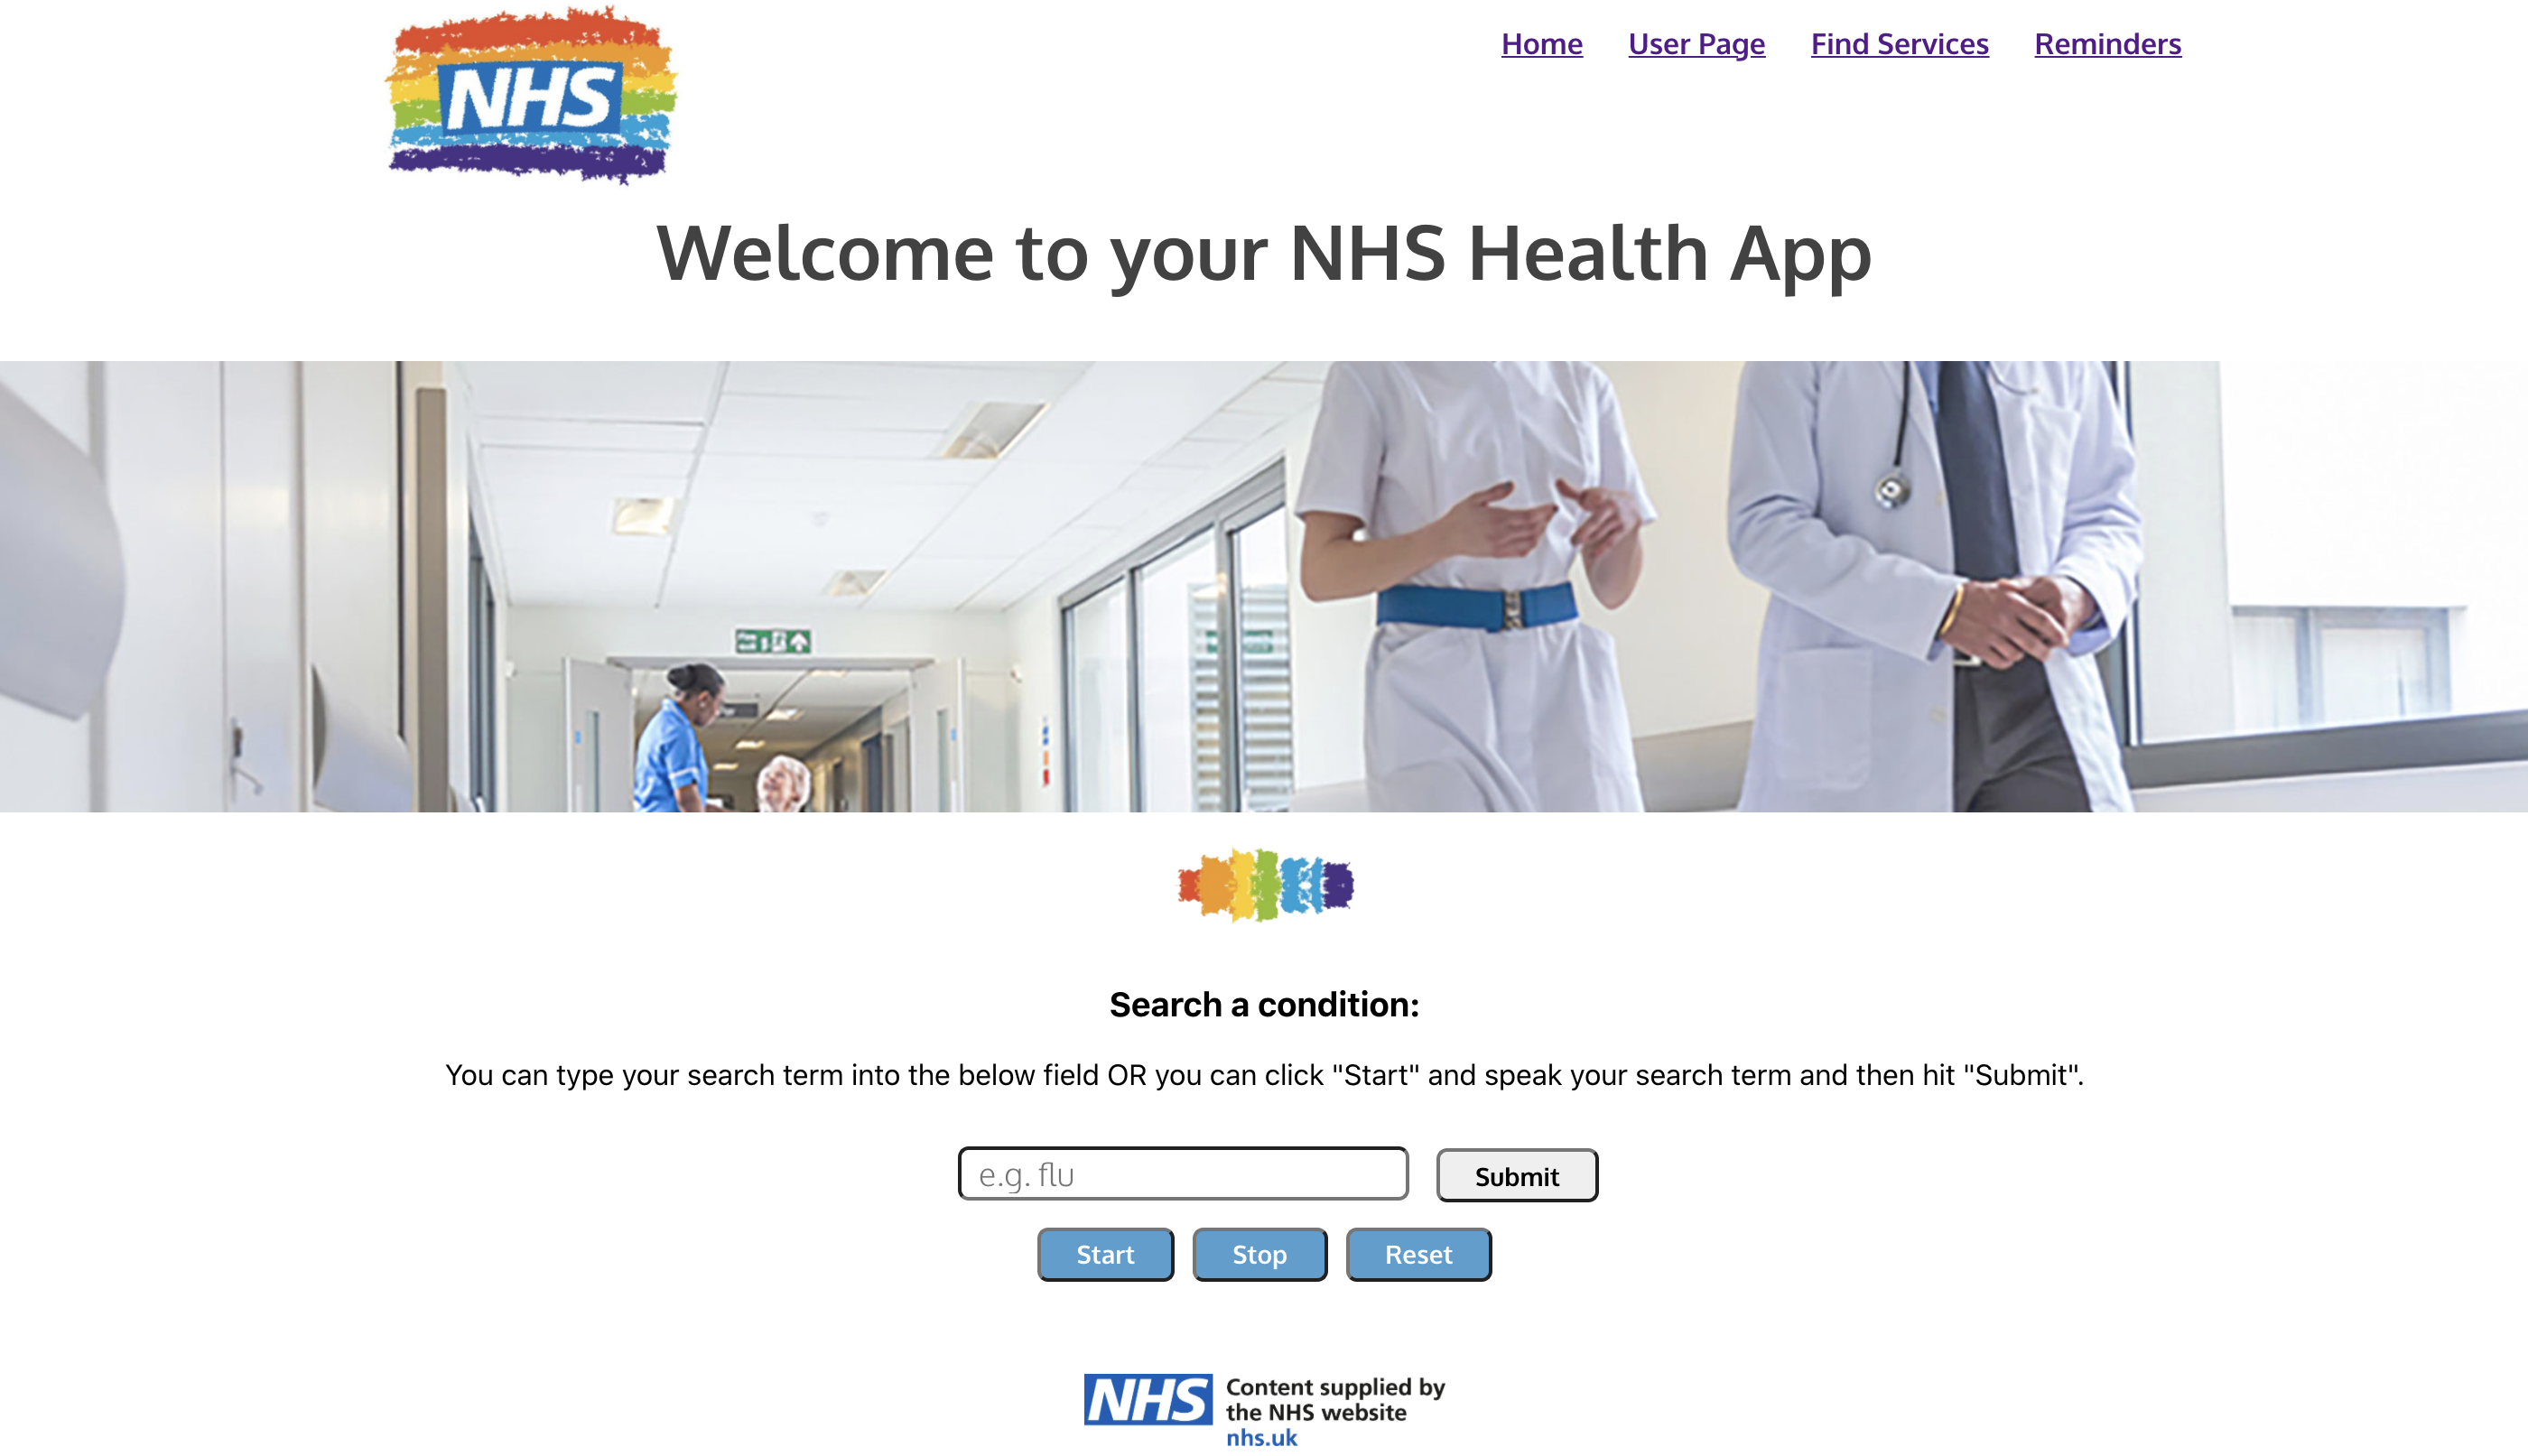 NHS
Home User Page Find Services Reminders
Welcome to your NHS Health App
Search a condition:
You can type your search term into the below field OR you can click "Start" and speak your search term and then hit "Submit".
e.g. flu Submit
Start Stop Reset
NHS Content supplied by
the NHS website
nhs.uk